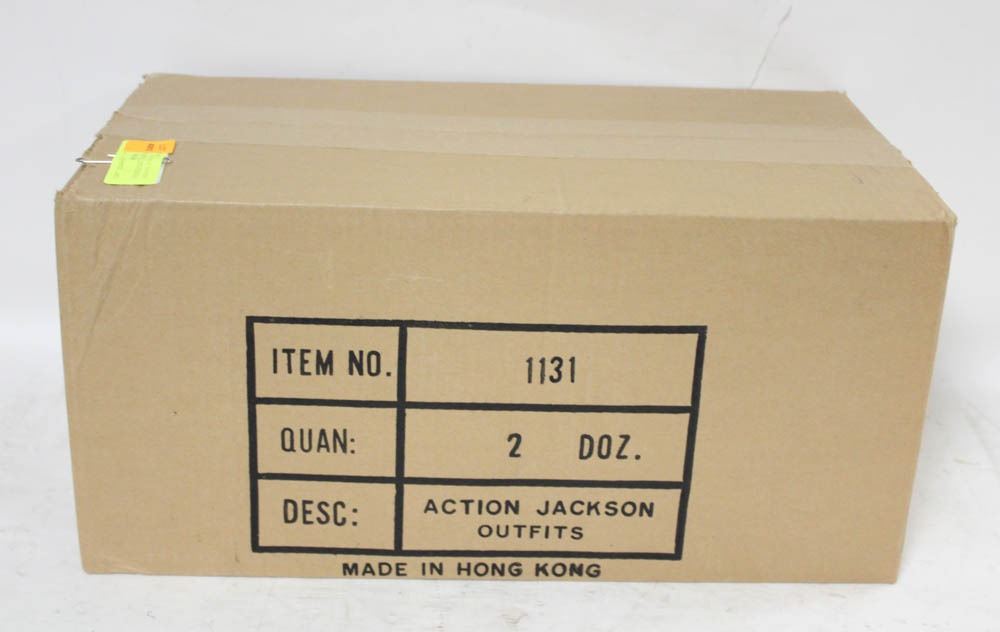 ITEM NO. 1131
QUAN: 2 DOZ.
DESC: ACTION JACKSON
OUTFITS
MADE IN HONG KONG